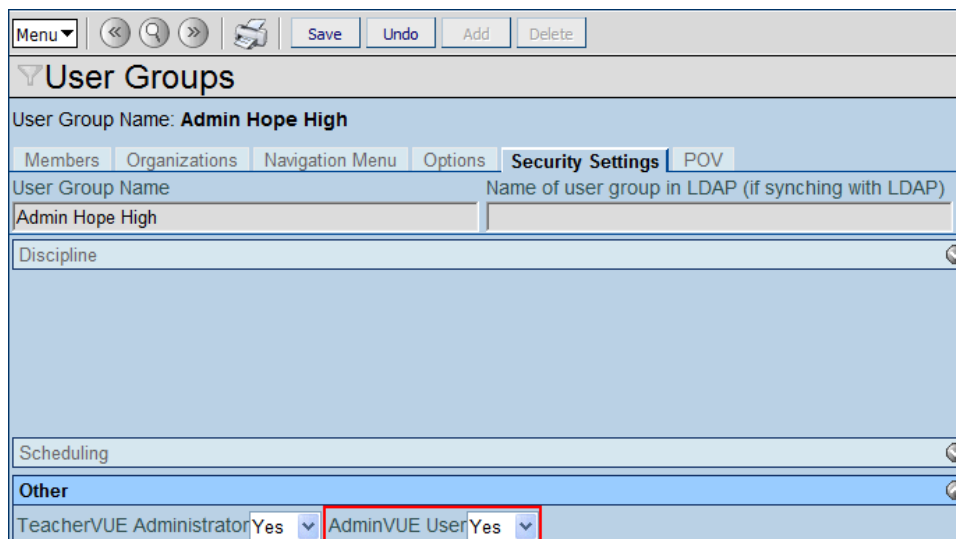 Menu Save Undo Add Delete
User Groups
User Group Name: Admin Hope High
Members Organizations Navigation Menu Options Security Settings POV
User Group Name Name of user group in LDAP (if synching with LDAP)
Admin Hope High
Discipline
Scheduling
Other
TeacherVUE Administrator Yes AdminVUE User Yes